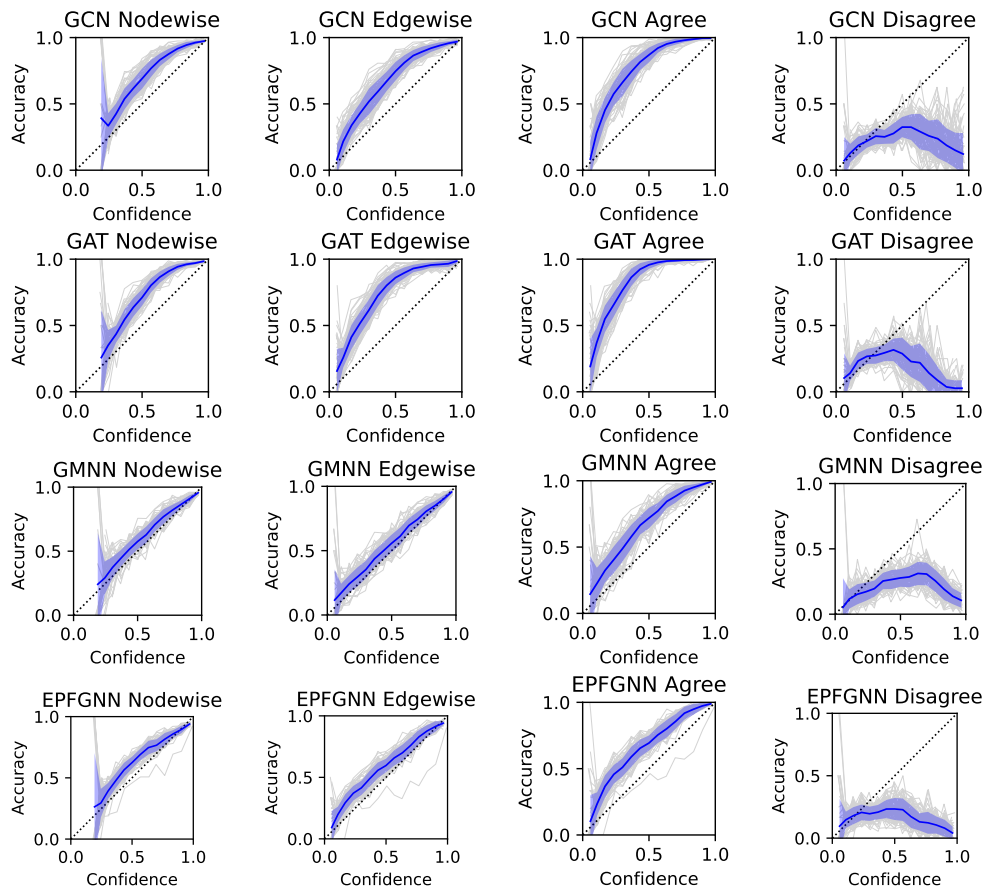 GCN Nodewise GCN Edgewise GCN Agree GCN Disagree
1.0 1.0 1.0 1.0
Accuracy Accuracy Accuracy Accuracy
0.5 0.5 0.5 0.5
0.0 0.0 0.0 0.0
0.0 0.5 1.0 0.0 0.5 1.0 0.0 0.5 1.0 0.0 0.5 1.0
Confidence Confidence Confidence Confidence
GAT Nodewise GAT Edgewise GAT Agree GAT Disagree
1.0 1.0 1.0 1.0
Accuracy Accuracy Accuracy Accuracy
0.5 0.5 0.5 0.5
0.0 0.0 0.0 0.0
0.0 0.5 1.0 0.0 0.5 1.0 0.0 0.5 1.0 0.0 0.5 1.0
Confidence Confidence Confidence Confidence
GMNN Nodewise GMNN Edgewise GMNN Agree GMNN Disagree
1.0 1.0 1.0 1.0
Accuracy Accuracy Accuracy Accuracy
0.5 0.5 0.5 0.5
0.0 0.0 0.0 0.0
0.0 0.5 1.0 0.0 0.5 1.0 0.0 0.5 1.0 0.0 0.5 1.0
Confidence Confidence Confidence Confidence
EPFGNN Nodewise EPFGNN Edgewise EPFGNN Agree EPFGNN Disagree
1.0 1.0 1.0 1.0
Accuracy Accuracy Accuracy Accuracy
0.5 0.5 0.5 0.5
0.0 0.0 0.0 0.0
0.0 0.5 1.0 0.0 0.5 1.0 0.0 0.5 1.0 0.0 0.5 1.0
Confidence Confidence Confidence Confidence